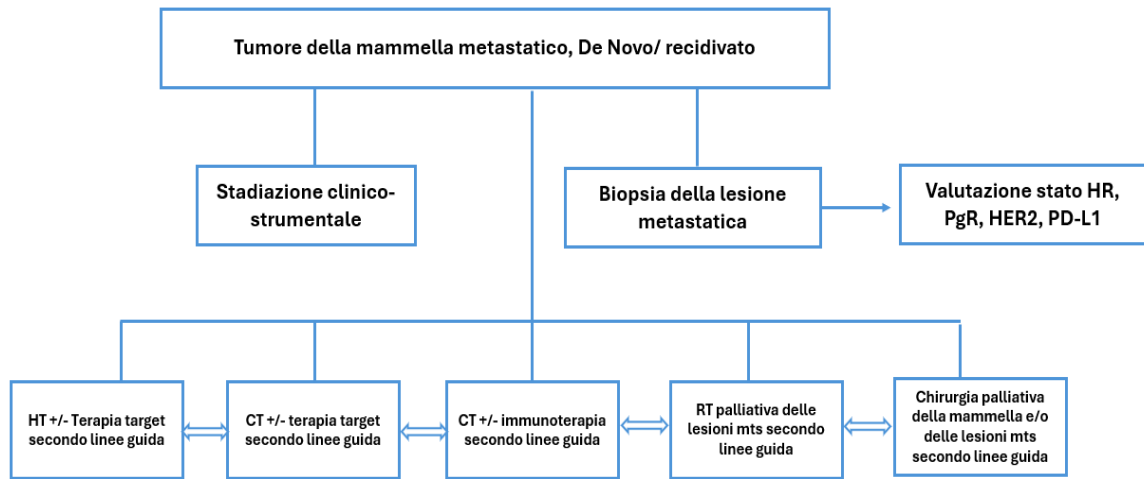 Tumore della mammella metastatico, De Novo/ recidivato
Stadiazione clinico-
strumentale
Biopsia della lesione
metastatica
Valutazione stato HR,
PgR, HER2, PD-L1
HT +/- Terapia target
secondo linee guida
CT +/- terapia target
secondo linee guida
CT +/- immunoterapia
secondo linee guida
RT palliativa delle
lesioni mts secondo
linee guida
Chirurgia palliativa
della mammella e/o
delle lesioni mts
secondo linee guida